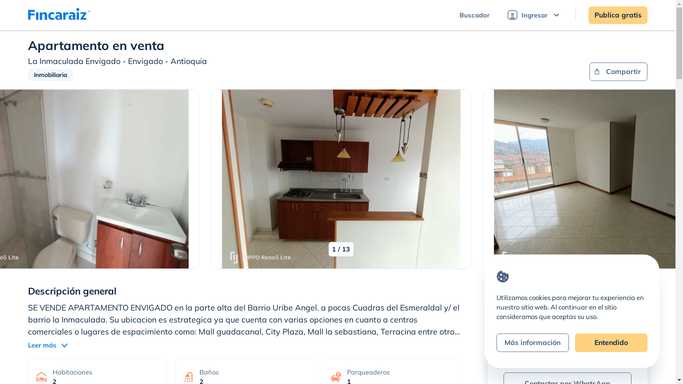 Fincaraiz
Buscador
Ingresar
Publica gratis
Apartamento en venta
La Inmaculada Envigado - Envigado - Antioquia
Inmobiliaria
Compartir
OPPO Reno5 Lite
1 / 13
Descripción general
SE VENDE APARTAMENTO ENVIGADO en la parte alta del Barrio Uribe Angel, a pocas Cuadras del Esmeraldal y/ el
barrio la Inmaculada. Su ubicacion es estrategica ya que cuenta con varias opciones en cuanto a centros
comerciales o lugares de espacimiento como: Mall guadacanal, City Plaza, Mall la sebastiana, Terracina entre otro...
Leer más
Habitaciones
2
Baños
2
Parqueaderos
1
Utilizamos cookies para mejorar tu experiencia en
nuestro sitio web. Al continuar en el sitio
consideramos que aceptas su uso.
Más información
Entendido
Contactar por WhatsApp